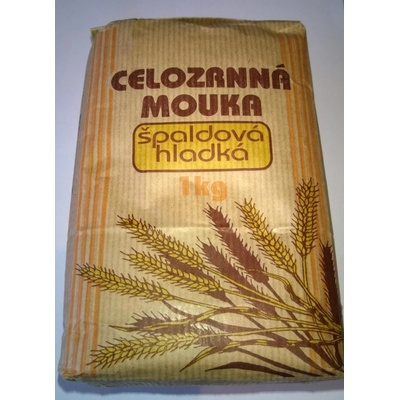 CELOZRNNÁ
MOUKA
špaldová
hladká
1kg